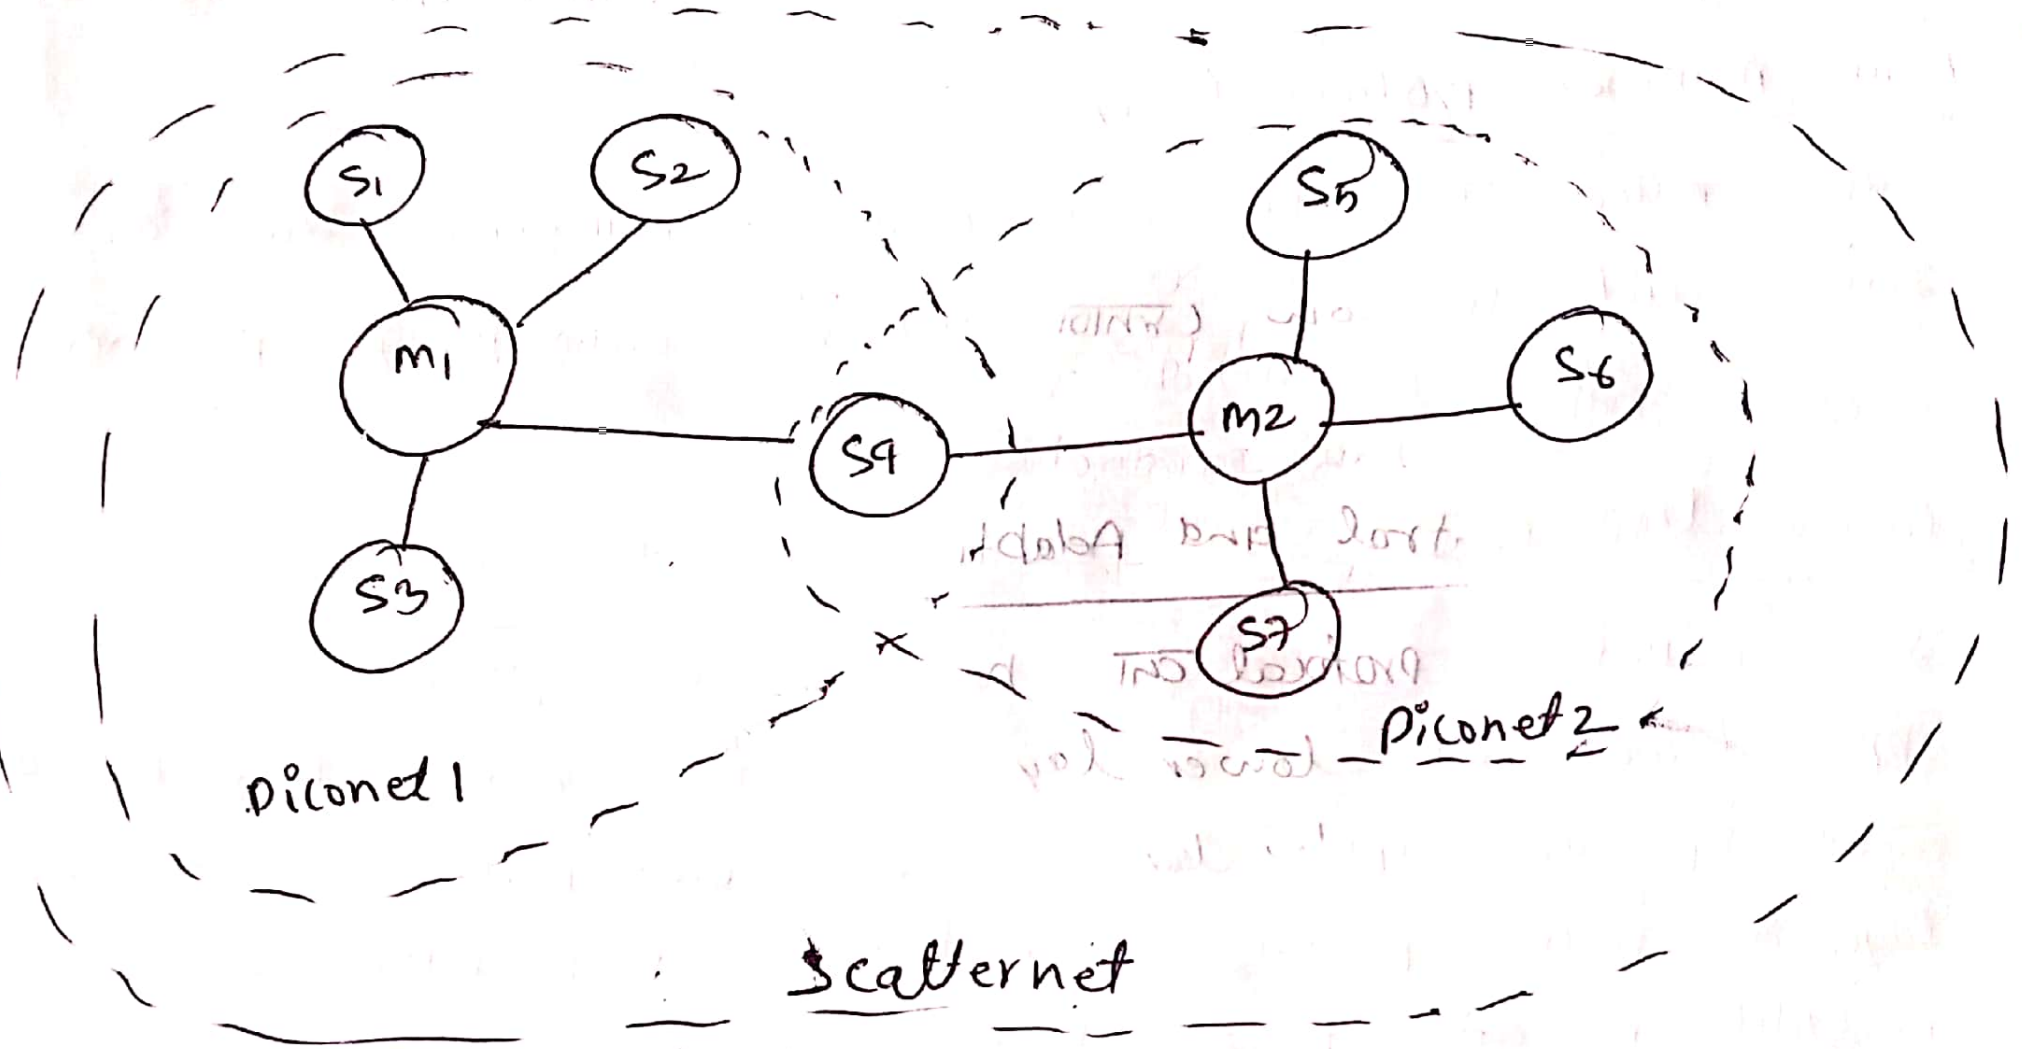 S1
S2
S5
M1
S6
M2
S4
S3
S7
Piconet 2
Piconet 1
Scatternet